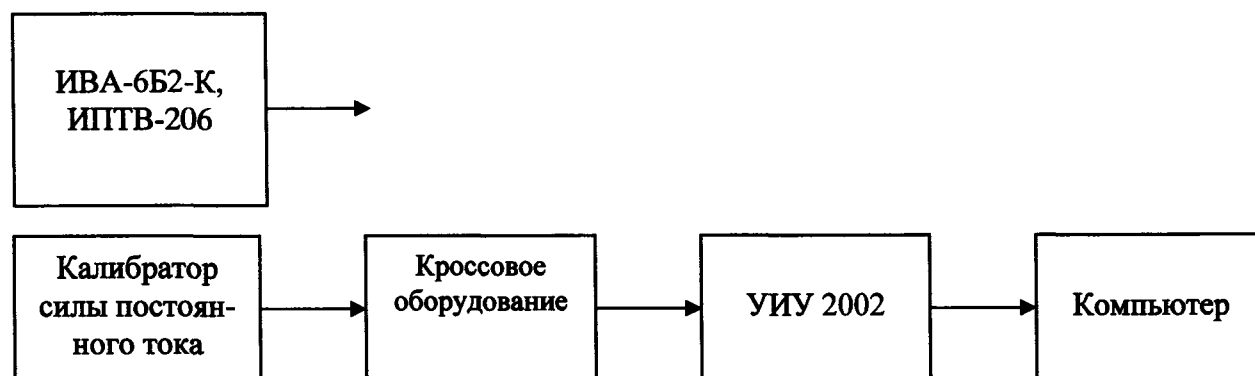 ИВА-6Б2-К,
ИПТВ-206
Калибратор
силы постоян-
ного тока
Кроссовое
оборудование
УИУ 2002
Компьютер